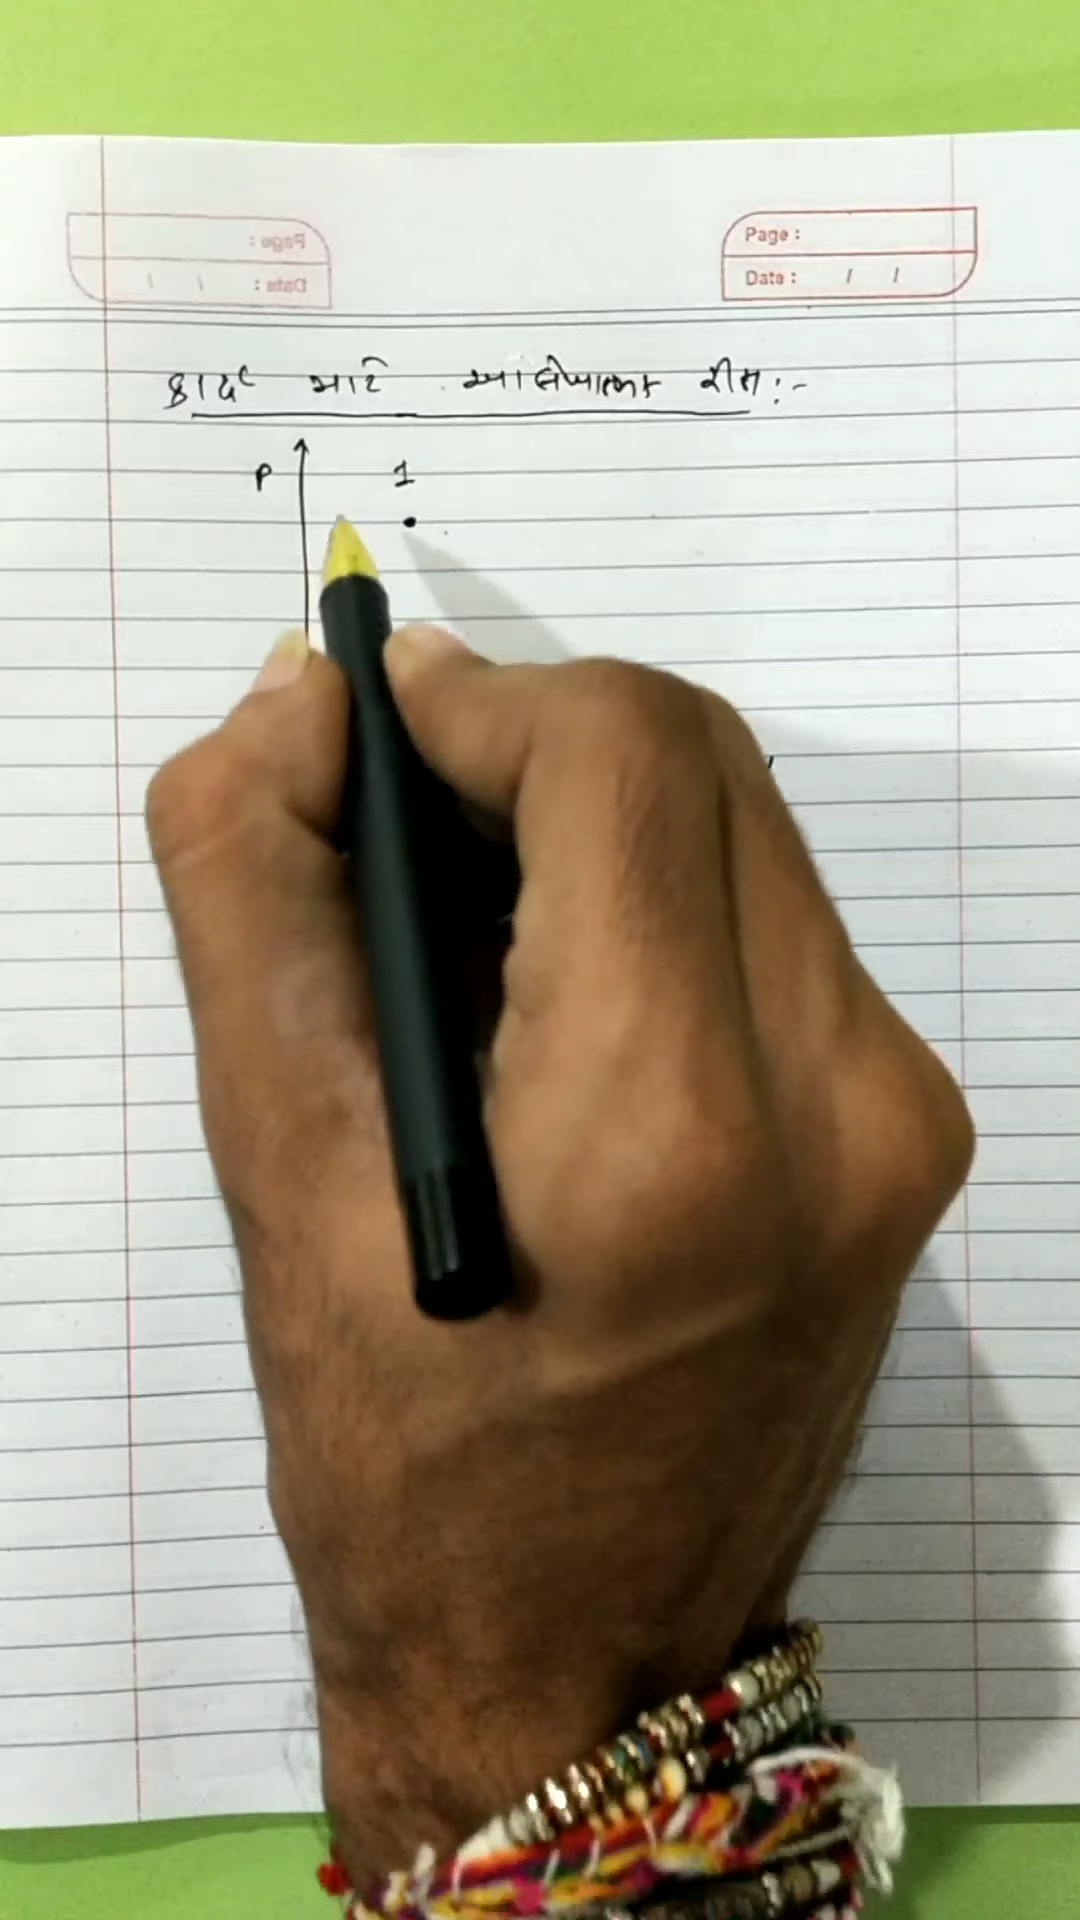 કાર્ય માટે આલેખાત્મક રીત :-
P
1
Page :
Date : / /